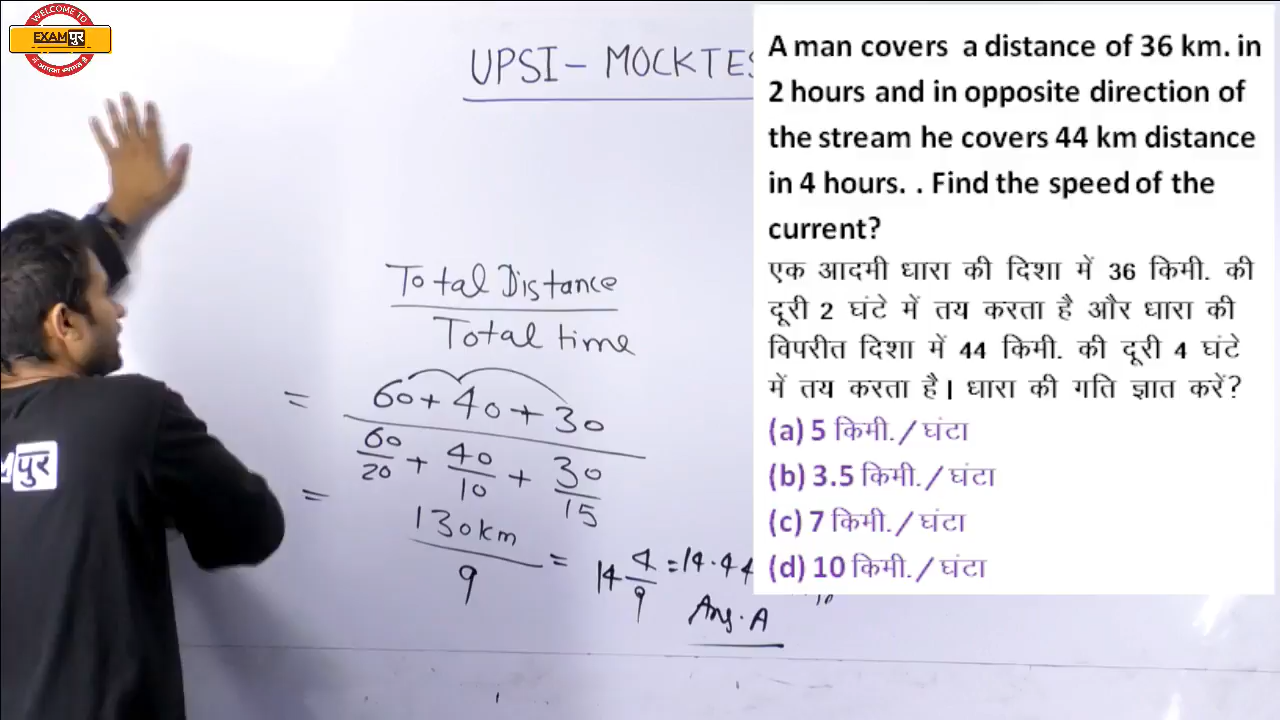 WELCOME TO
EXAMपुर
UPSI- MOCKTES
Total Distance
Total time
= 60+40+30
60/20 + 40/10 + 30/15
= 130km/9 = 14 4/9 = 14.44
Ans. A
पुर
A man covers a distance of 36 km. in
2 hours and in opposite direction of
the stream he covers 44 km distance
in 4 hours. . Find the speed of the
current?
एक आदमी धारा की दिशा में 36 किमी. की
दूरी 2 घंटे में तय करता है और धारा की
विपरीत दिशा में 44 किमी. की दूरी 4 घंटे
में तय करता है। धारा की गति ज्ञात करें?
(a) 5 किमी./घंटा
(b) 3.5 किमी./घंटा
(c) 7 किमी./घंटा
(d) 10 किमी./घंटा